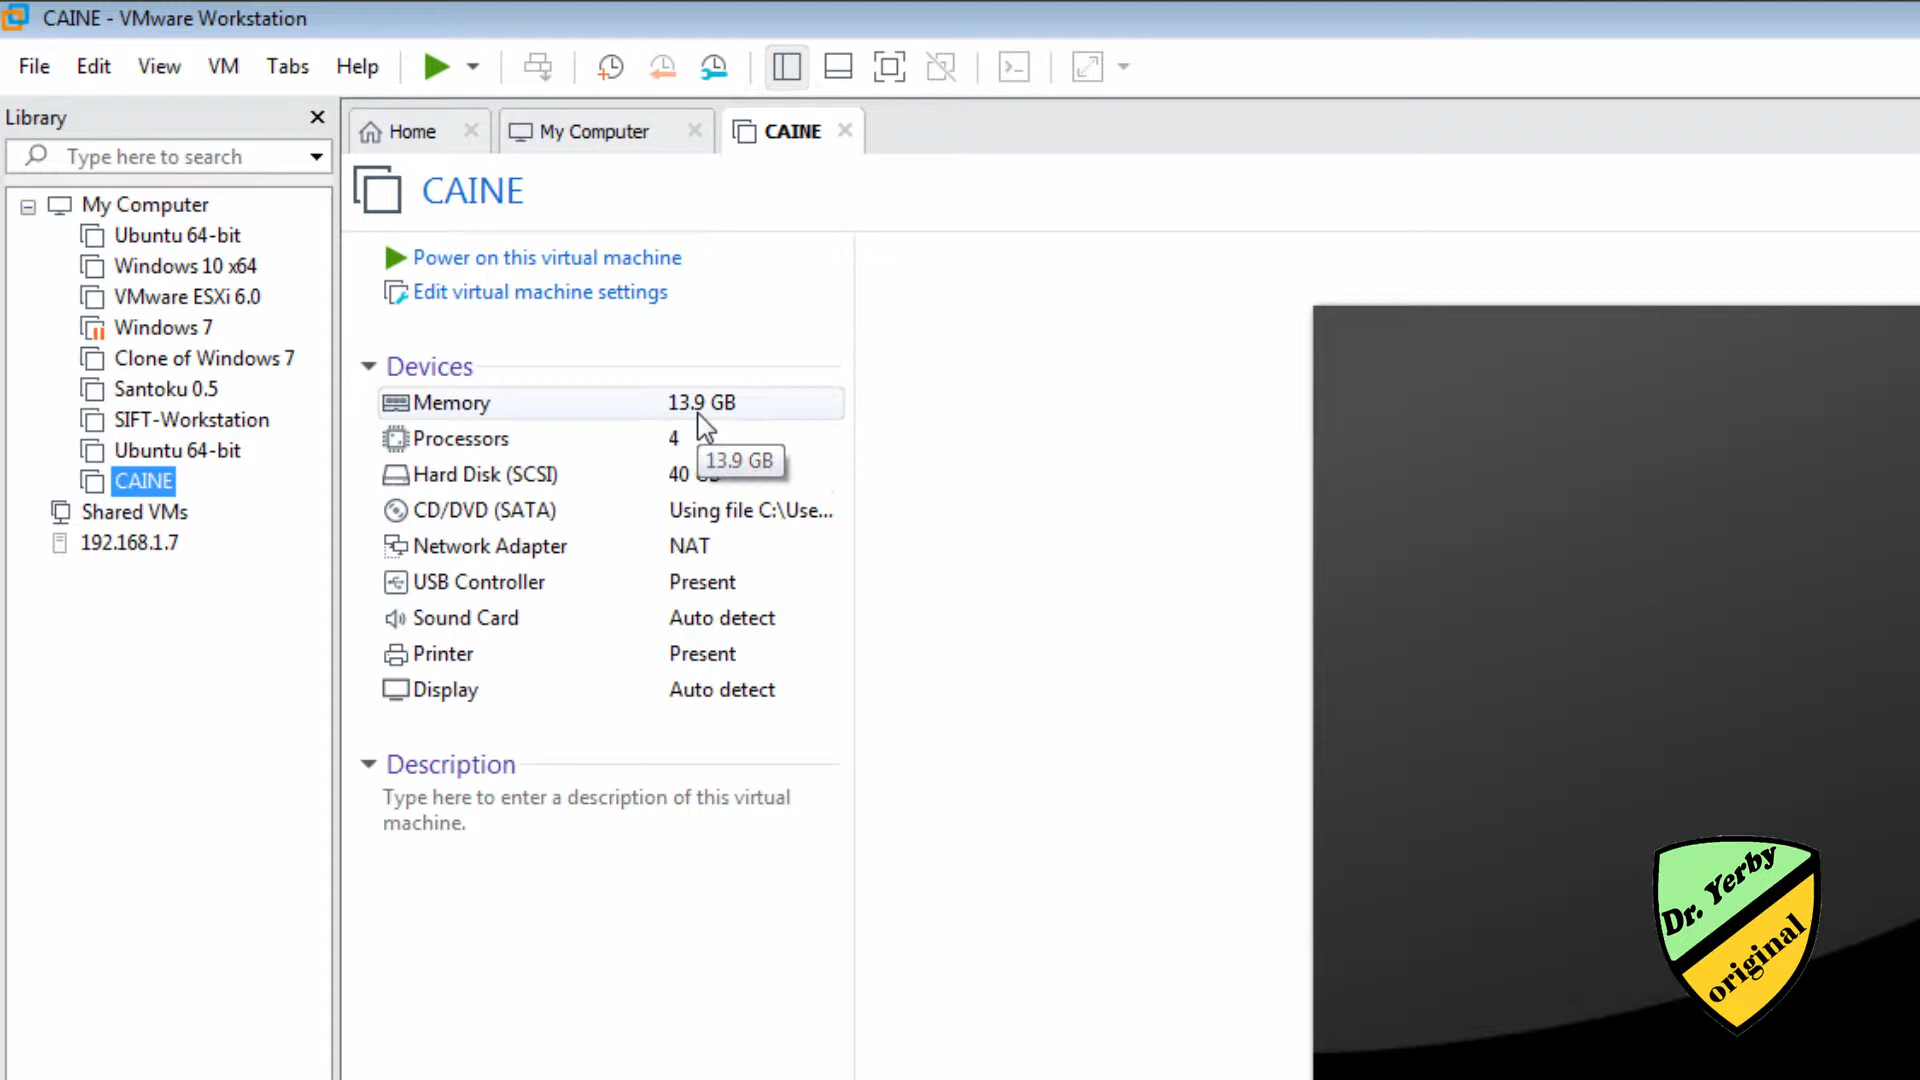 CAINE - VMware Workstation
File Edit View VM Tabs Help
Library
Type here to search
My Computer
Ubuntu 64-bit
Windows 10 x64
VMware ESXi 6.0
Windows 7
Clone of Windows 7
Santoku 0.5
SIFT-Workstation
Ubuntu 64-bit
CAINE
Shared VMs
192.168.1.7
Home My Computer CAINE
CAINE
Power on this virtual machine
Edit virtual machine settings
Devices
Memory 13.9 GB
Processors 4
13.9 GB
Hard Disk (SCSI) 40
CD/DVD (SATA) Using file C:\Use...
Network Adapter NAT
USB Controller Present
Sound Card Auto detect
Printer Present
Display Auto detect
Description
Type here to enter a description of this virtual
machine.
Dr. Yerby
original